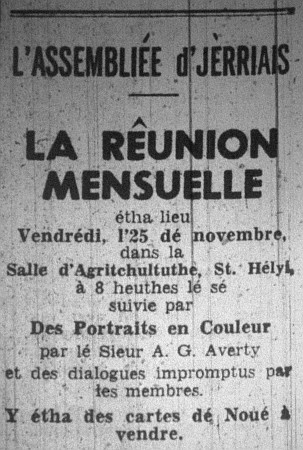 L'ASSEMBLIÉE d'JÈRRIAIS
LA RÊUNION
MENSUELLE
étha lieu
Vendrédi, l'25 dé novembre,
dans la
Salle d'Agritchultuthe, St. Hélyi,
à 8 heuthes lé sé
suivie par
Des Portraits en Couleur
par lé Sieur A. G. Averty
et des dialogues impromptus par
les membres.
Y étha des cartes dé Noué à
vendre.